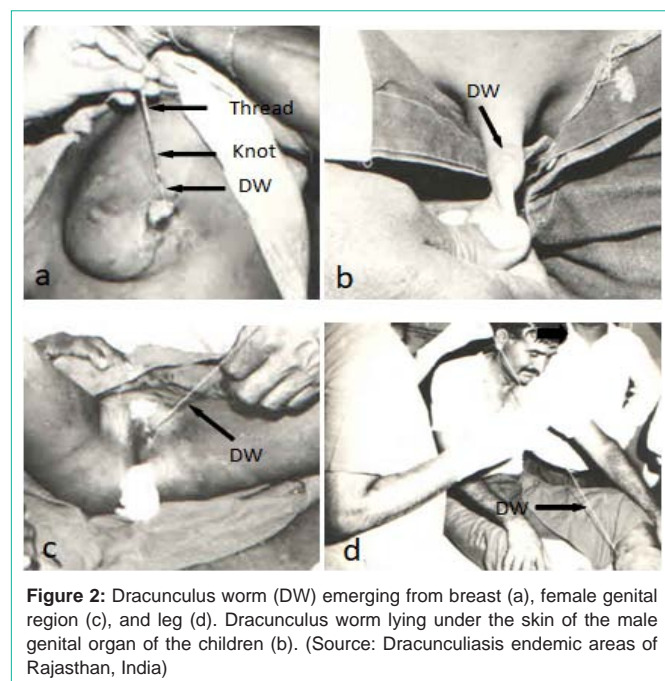 Thread
Knot
DW
a
DW
b
DW
c
DW
d
Figure 2: Dracunculus worm (DW) emerging from breast (a), female genital
region (c), and leg (d). Dracunculus worm lying under the skin of the male
genital organ of the children (b). (Source: Dracunculiasis endemic areas of
Rajasthan, India)